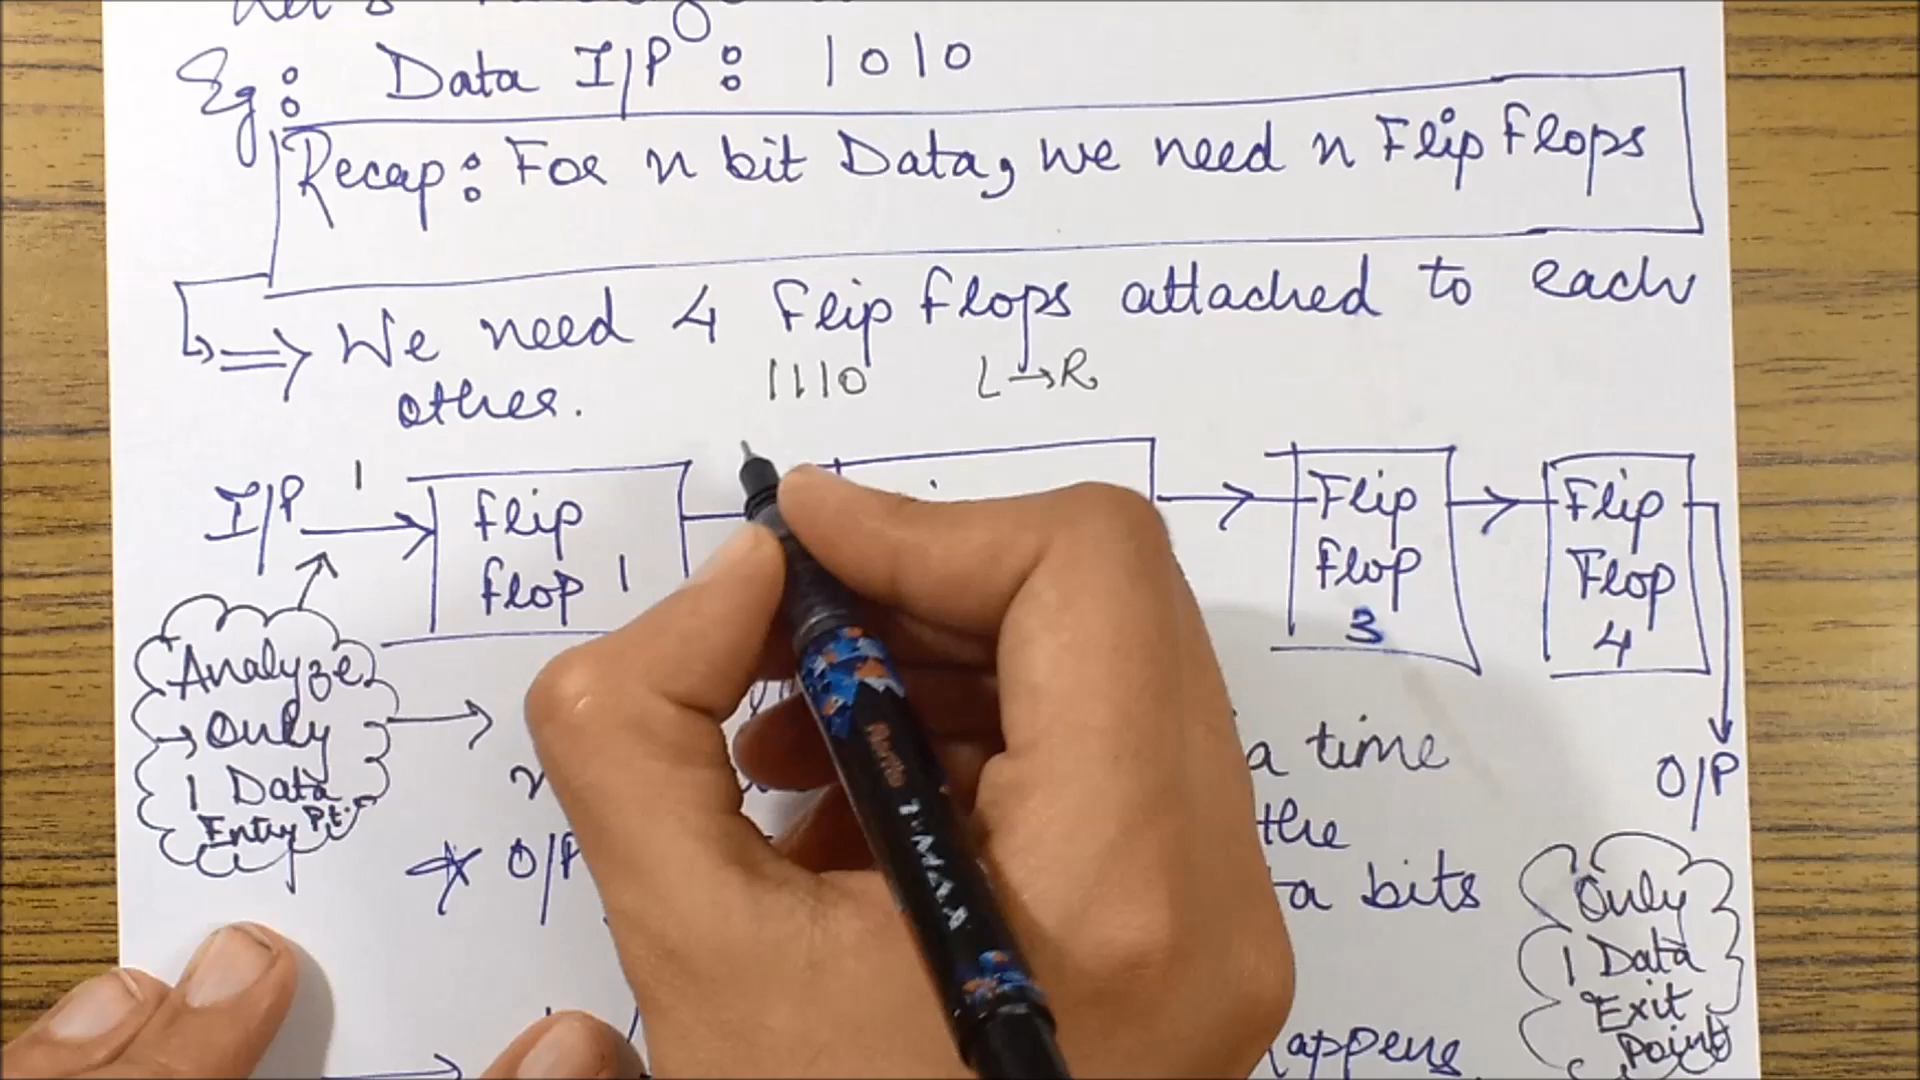 Eg: Data I/P: 1010
Recap: For n bit Data, we need n Flip Flops
=> We need 4 Flip Flops attached to each
other. 1110 L→R
I/P 1
Flip
Flop 1
Flip
Flop
3
Flip
Flop
4
Analyze
→ Only
1 Data
Entry Pt.
a time
the
bits
O/P
O/P
Only
1 Data
Exit
Point
TIMAX